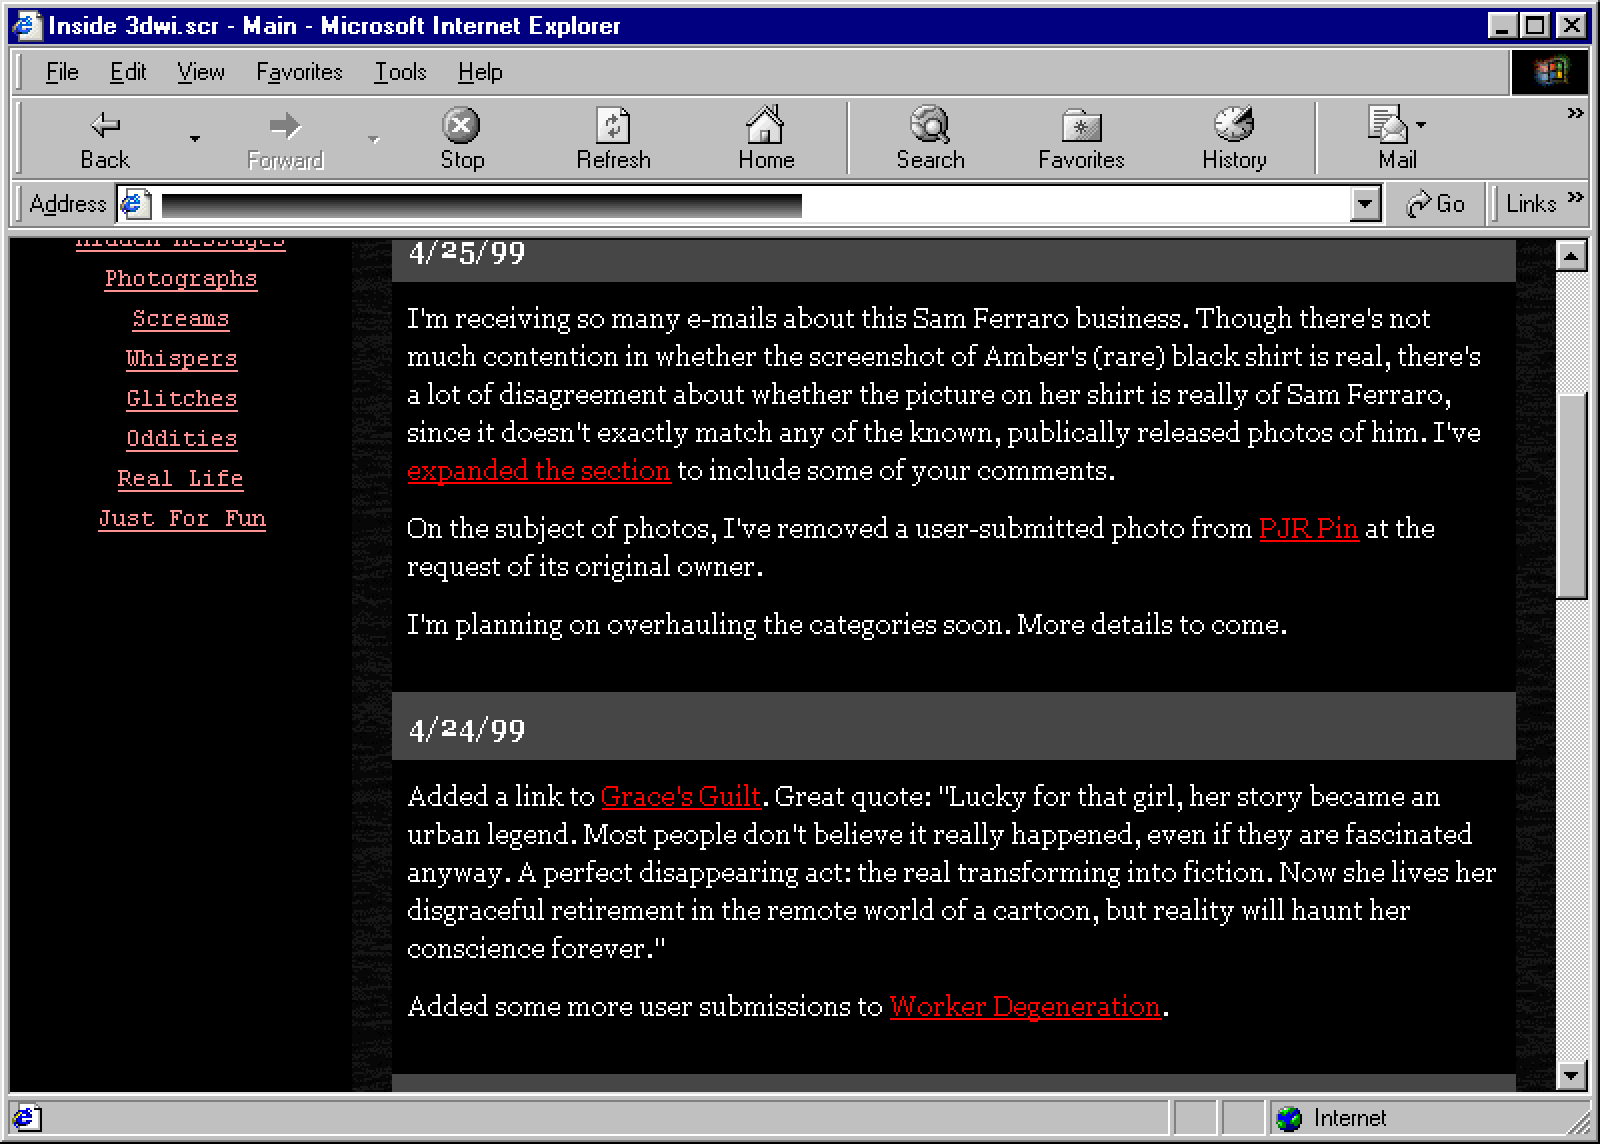 Inside 3dwi.scr - Main - Microsoft Internet Explorer
File Edit View Favorites Tools Help
Back Forward Stop Refresh Home Search Favorites History Mail »
Address Go Links »
Hidden Messages
Photographs
Screams
Whispers
Glitches
Oddities
Real Life
Just For Fun
4/25/99
I'm receiving so many e-mails about this Sam Ferraro business. Though there's not
much contention in whether the screenshot of Amber's (rare) black shirt is real, there's
a lot of disagreement about whether the picture on her shirt is really of Sam Ferraro,
since it doesn't exactly match any of the known, publically released photos of him. I've
expanded the section to include some of your comments.
On the subject of photos, I've removed a user-submitted photo from PJR Pin at the
request of its original owner.
I'm planning on overhauling the categories soon. More details to come.
4/24/99
Added a link to Grace's Guilt. Great quote: "Lucky for that girl, her story became an
urban legend. Most people don't believe it really happened, even if they are fascinated
anyway. A perfect disappearing act: the real transforming into fiction. Now she lives her
disgraceful retirement in the remote world of a cartoon, but reality will haunt her
conscience forever."
Added some more user submissions to Worker Degeneration.
Internet